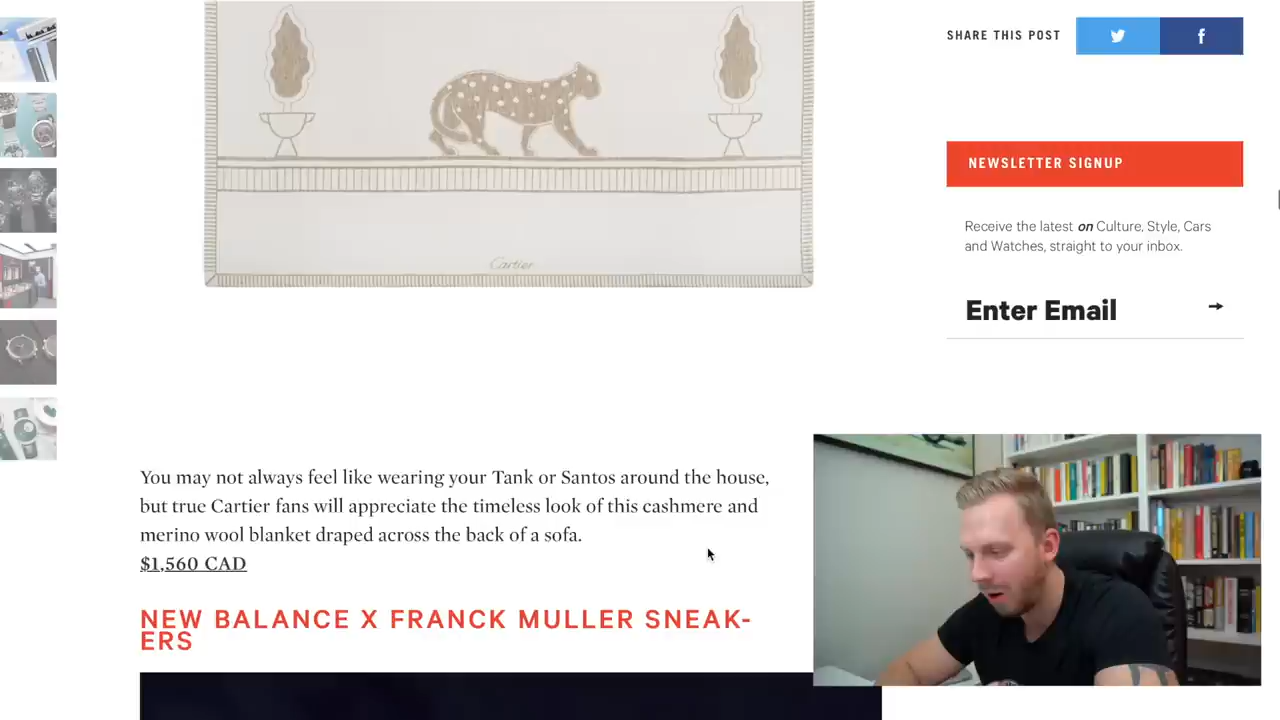 SHARE THIS POST
NEWSLETTER SIGNUP
Receive the latest on Culture, Style, Cars
and Watches, straight to your inbox.
Cartier
Enter Email
You may not always feel like wearing your Tank or Santos around the house,
but true Cartier fans will appreciate the timeless look of this cashmere and
merino wool blanket draped across the back of a sofa.
$1,560 CAD
NEW BALANCE X FRANCK MULLER SNEAK-
ERS